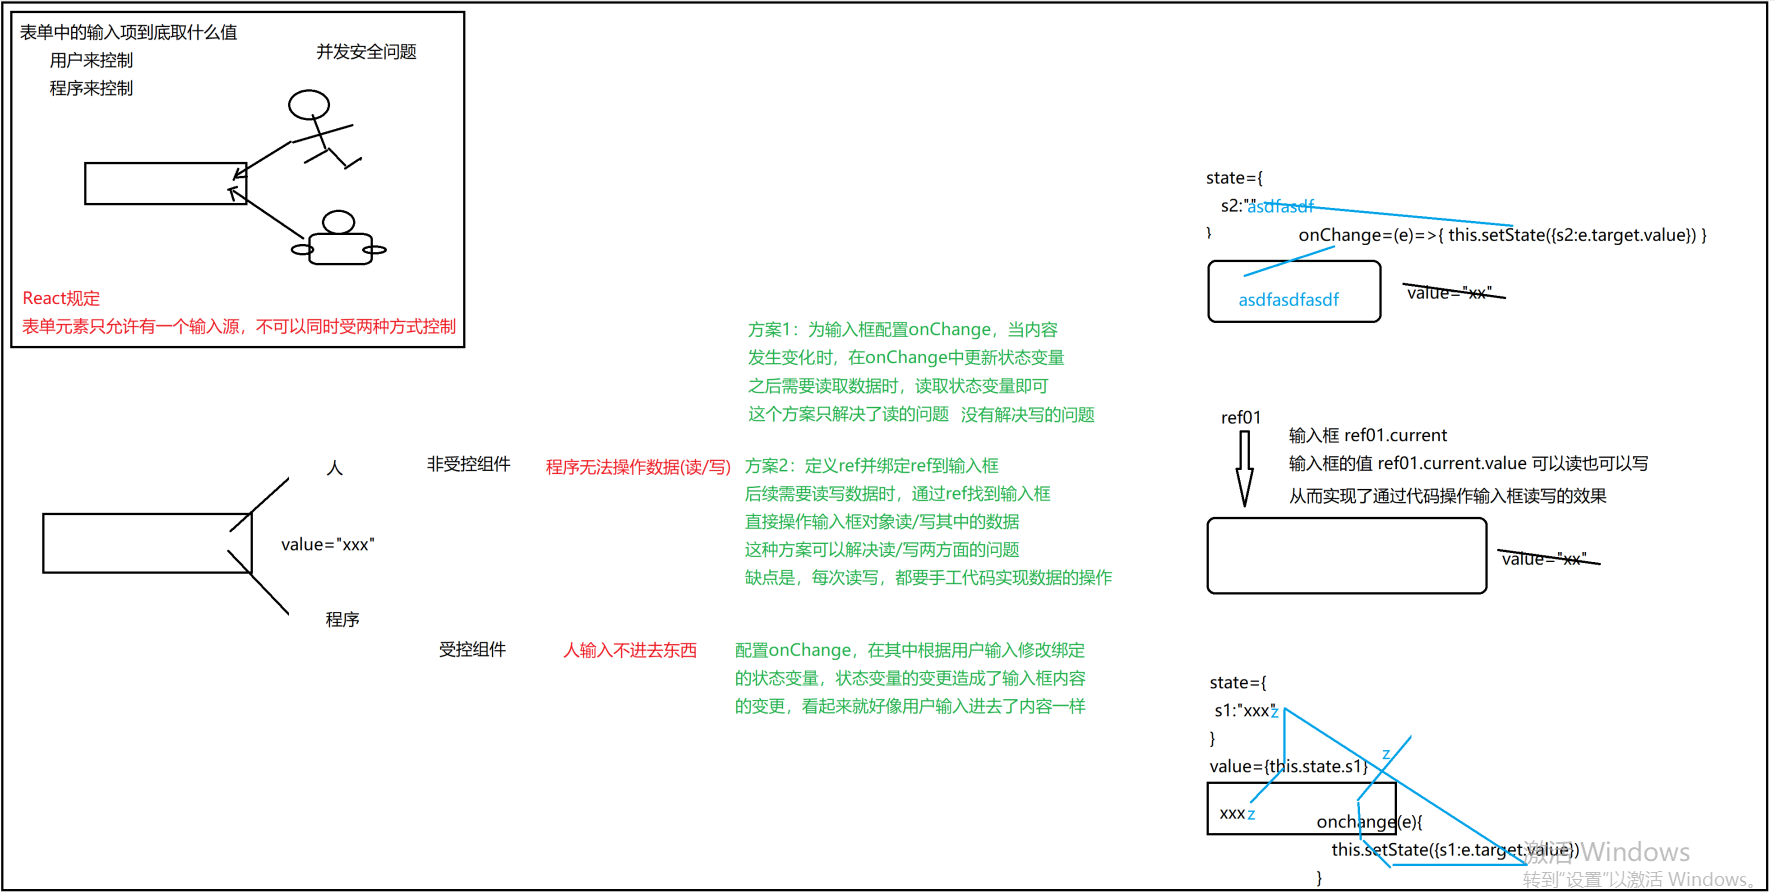 表单中的输入项到底取什么值
用户来控制
程序来控制
并发安全问题
React规定
表单元素只允许有一个输入源，不可以同时受两种方式控制
人
value="xxx"
程序
非受控组件
程序无法操作数据(读/写)
方案1：为输入框配置onChange，当内容
发生变化时，在onChange中更新状态变量
之后需要读取数据时，读取状态变量即可
这个方案只解决了读的问题 没有解决写的问题
方案2：定义ref并绑定ref到输入框
后续需要读写数据时，通过ref找到输入框
直接操作输入框对象读/写其中的数据
这种方案可以解决读/写两方面的问题
缺点是，每次读写，都要手工代码实现数据的操作
受控组件
人输入不进去东西
配置onChange，在其中根据用户输入修改绑定
的状态变量，状态变量的变更造成了输入框内容
的变更，看起来就好像用户输入进去了内容一样
state={
s2:""asdfasdf
}
onChange=(e)=>{ this.setState({s2:e.target.value}) }
asdfasdfasdf
value="xx"
ref01
输入框 ref01.current
输入框的值 ref01.current.value 可以读也可以写
从而实现了通过代码操作输入框读写的效果
value="xx"
state={
s1:"xxx"z
}
z
value={this.state.s1}
xxxz
onchange(e){
this.setState({s1:e.target.value})
}
激活 Windows
转到“设置”以激活 Windows。